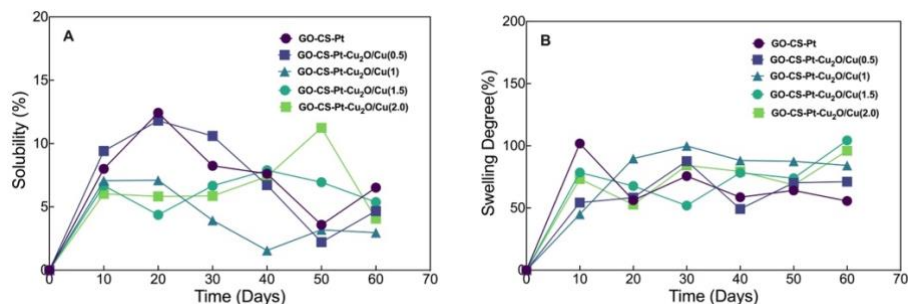 A
20
15
10
5
0
Solubility (%)
0 10 20 30 40 50 60 70
Time (Days)
GO-CS-Pt
GO-CS-Pt-Cu₂O/Cu(0.5)
GO-CS-Pt-Cu₂O/Cu(1)
GO-CS-Pt-Cu₂O/Cu(1.5)
GO-CS-Pt-Cu₂O/Cu(2.0)
B
200
150
100
50
0
Swelling Degree(%)
0 10 20 30 40 50 60 70
Time (Days)
GO-CS-Pt
GO-CS-Pt-Cu₂O/Cu(0.5)
GO-CS-Pt-Cu₂O/Cu(1)
GO-CS-Pt-Cu₂O/Cu(1.5)
GO-CS-Pt-Cu₂O/Cu(2.0)